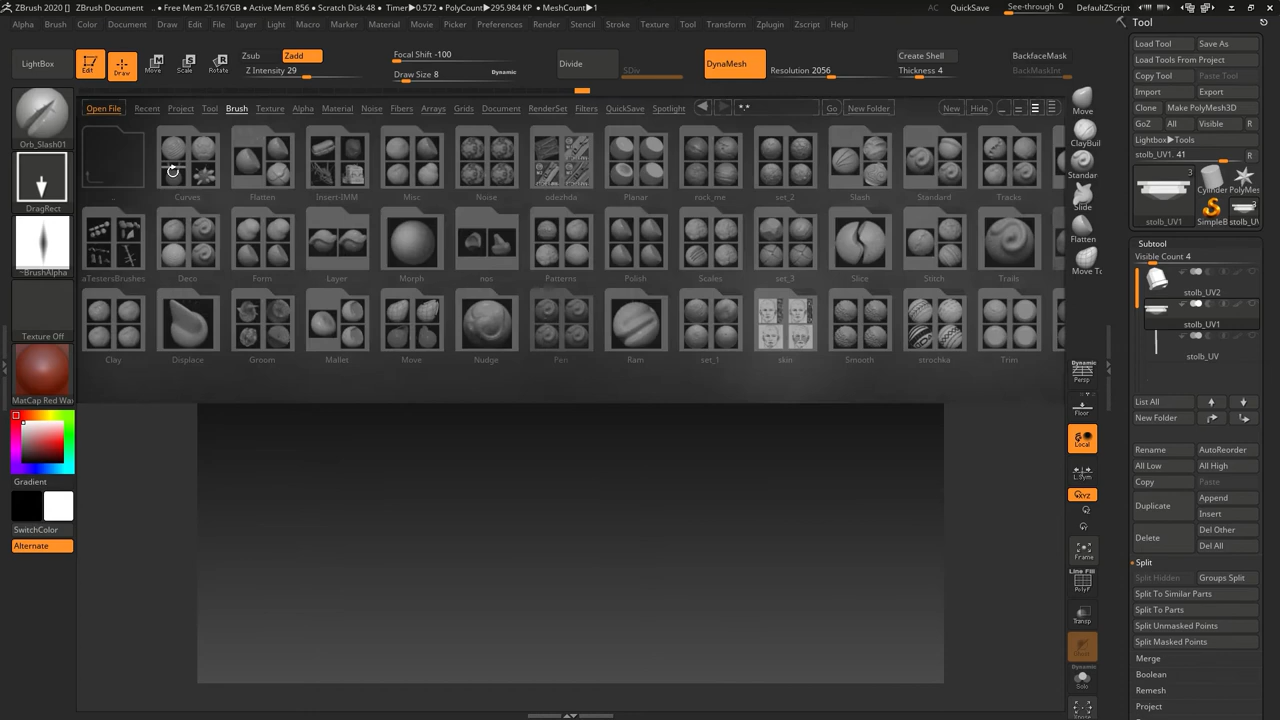 ZBrush 2020 [] ZBrush Document .. • Free Mem 25.167GB • Active Mem 856 • Scratch Disk 48 • Timer▶0.572 • PolyCount▶295.984 KP • MeshCount▶1 AC QuickSave See-through 0 DefaultZScript
Alpha Brush Color Document Draw Edit File Layer Light Macro Marker Material Movie Picker Preferences Render Stencil Stroke Texture Tool Transform Zplugin Zscript
Tool
Load Tool Save As
Load Tools From Project
Copy Tool Paste Tool
Import Export
Clone Make PolyMesh3D
GoZ All Visible R
Lightbox▶Tools
stolb_UV1. 41 R
3
Cylinder PolyMes
3
stolb_UV1 SimpleB stolb_U
LightBox
Edit Draw Move Scale Rotate
Zsub Zadd
Z Intensity 29
Focal Shift -100
Draw Size 8 Dynamic
Divide SDiv
DynaMesh Resolution 2056
Create Shell
Thickness 4
BackfaceMask
BackMaskInt
Open File Recent Project Tool Brush Texture Alpha Material Noise Fibers Arrays Grids Document RenderSet Filters QuickSave Spotlight *.* Go New Folder New Hide
.. Curves Flatten Insert-IMM Misc Noise odezhda Planar rock_me set_2 Slash Standard Tracks
aTestersBrushes Deco Form Layer Morph nos Patterns Polish Scales set_3 Slice Stitch Trails
Clay Displace Groom Mallet Move Nudge Pen Ram set_1 skin Smooth strochka Trim
Orb_Slash01
DragRect
~BrushAlpha
Texture Off
MatCap Red Wa
Gradient
SwitchColor
Alternate
Move
ClayBuil
Standar
Slide
Flatten
Move To
Dynamic
Persp
Floor
Local
L.Sym
XYZ
Frame
Line Fill
PolyF
Transp
Ghost
Dynamic
Solo
Subtool
Visible Count 4
stolb_UV2
stolb_UV1
stolb_UV
List All
New Folder
Rename AutoReorder
All Low All High
Copy Paste
Duplicate Append
Insert
Delete Del Other
Del All
Split
Split Hidden Groups Split
Split To Similar Parts
Split To Parts
Split Unmasked Points
Split Masked Points
Merge
Boolean
Remesh
Project